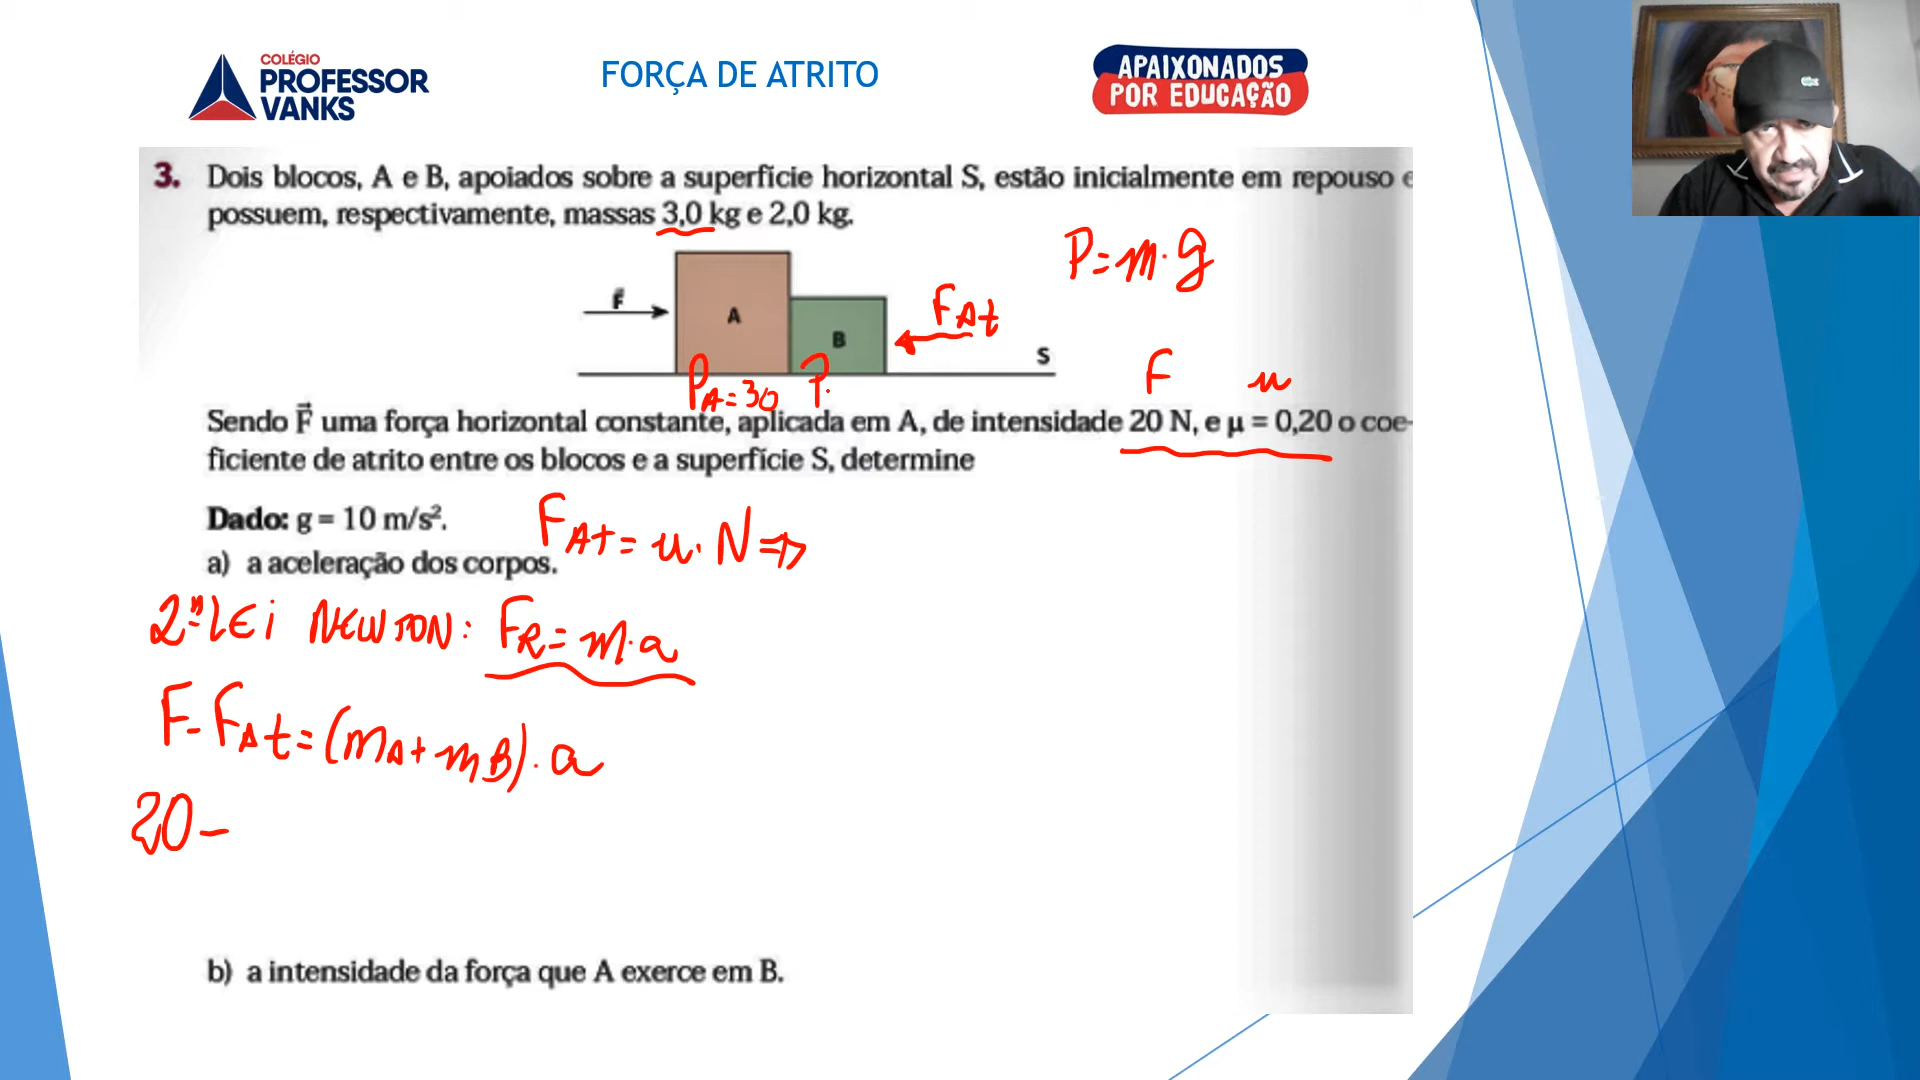 COLÉGIO
PROFESSOR
VANKS
FORÇA DE ATRITO
APAIXONADOS
POR EDUCAÇÃO
3. Dois blocos, A e B, apoiados sobre a superfície horizontal S, estão inicialmente em repouso e
possuem, respectivamente, massas 3,0 kg e 2,0 kg.
P=m·g
F
A
FAt
B
S
PA=30 P.
F u
Sendo F⃗ uma força horizontal constante, aplicada em A, de intensidade 20 N, e μ = 0,20 o coe-
ficiente de atrito entre os blocos e a superfície S, determine
Dado: g = 10 m/s².
FAt = u·N =>
a) a aceleração dos corpos.
2ª LEi NEWTON: FR=m·a
F-FAt=(mA+mB)·a
20-
b) a intensidade da força que A exerce em B.